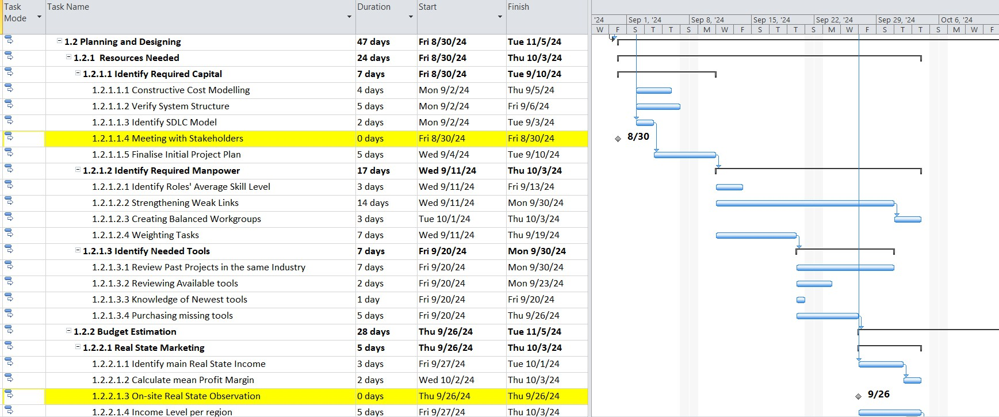 Task Mode Task Name Duration Start Finish
'24 Sep 1, '24 Sep 8, '24 Sep 15, '24 Sep 22, '24 Sep 29, '24 Oct 6, '24
W F S T T S M W F S T T S M W F S T T S M W F
1.2 Planning and Designing 47 days Fri 8/30/24 Tue 11/5/24
1.2.1 Resources Needed 24 days Fri 8/30/24 Thu 10/3/24
1.2.1.1 Identify Required Capital 7 days Fri 8/30/24 Tue 9/10/24
1.2.1.1.1 Constructive Cost Modelling 4 days Mon 9/2/24 Thu 9/5/24
1.2.1.1.2 Verify System Structure 5 days Mon 9/2/24 Fri 9/6/24
1.2.1.1.3 Identify SDLC Model 2 days Mon 9/2/24 Tue 9/3/24
1.2.1.1.4 Meeting with Stakeholders 0 days Fri 8/30/24 Fri 8/30/24 8/30
1.2.1.1.5 Finalise Initial Project Plan 5 days Wed 9/4/24 Tue 9/10/24
1.2.1.2 Identify Required Manpower 17 days Wed 9/11/24 Thu 10/3/24
1.2.1.2.1 Identify Roles' Average Skill Level 3 days Wed 9/11/24 Fri 9/13/24
1.2.1.2.2 Strengthening Weak Links 14 days Wed 9/11/24 Mon 9/30/24
1.2.1.2.3 Creating Balanced Workgroups 3 days Tue 10/1/24 Thu 10/3/24
1.2.1.2.4 Weighting Tasks 7 days Wed 9/11/24 Thu 9/19/24
1.2.1.3 Identify Needed Tools 7 days Fri 9/20/24 Mon 9/30/24
1.2.1.3.1 Review Past Projects in the same Industry 7 days Fri 9/20/24 Mon 9/30/24
1.2.1.3.2 Reviewing Available tools 2 days Fri 9/20/24 Mon 9/23/24
1.2.1.3.3 Knowledge of Newest tools 1 day Fri 9/20/24 Fri 9/20/24
1.2.1.3.4 Purchasing missing tools 5 days Fri 9/20/24 Thu 9/26/24
1.2.2 Budget Estimation 28 days Thu 9/26/24 Tue 11/5/24
1.2.2.1 Real State Marketing 5 days Thu 9/26/24 Thu 10/3/24
1.2.2.1.1 Identify main Real State Income 3 days Fri 9/27/24 Tue 10/1/24
1.2.2.1.2 Calculate mean Profit Margin 2 days Wed 10/2/24 Thu 10/3/24
1.2.2.1.3 On-site Real State Observation 0 days Thu 9/26/24 Thu 9/26/24 9/26
1.2.2.1.4 Income Level per region 5 days Fri 9/27/24 Thu 10/3/24